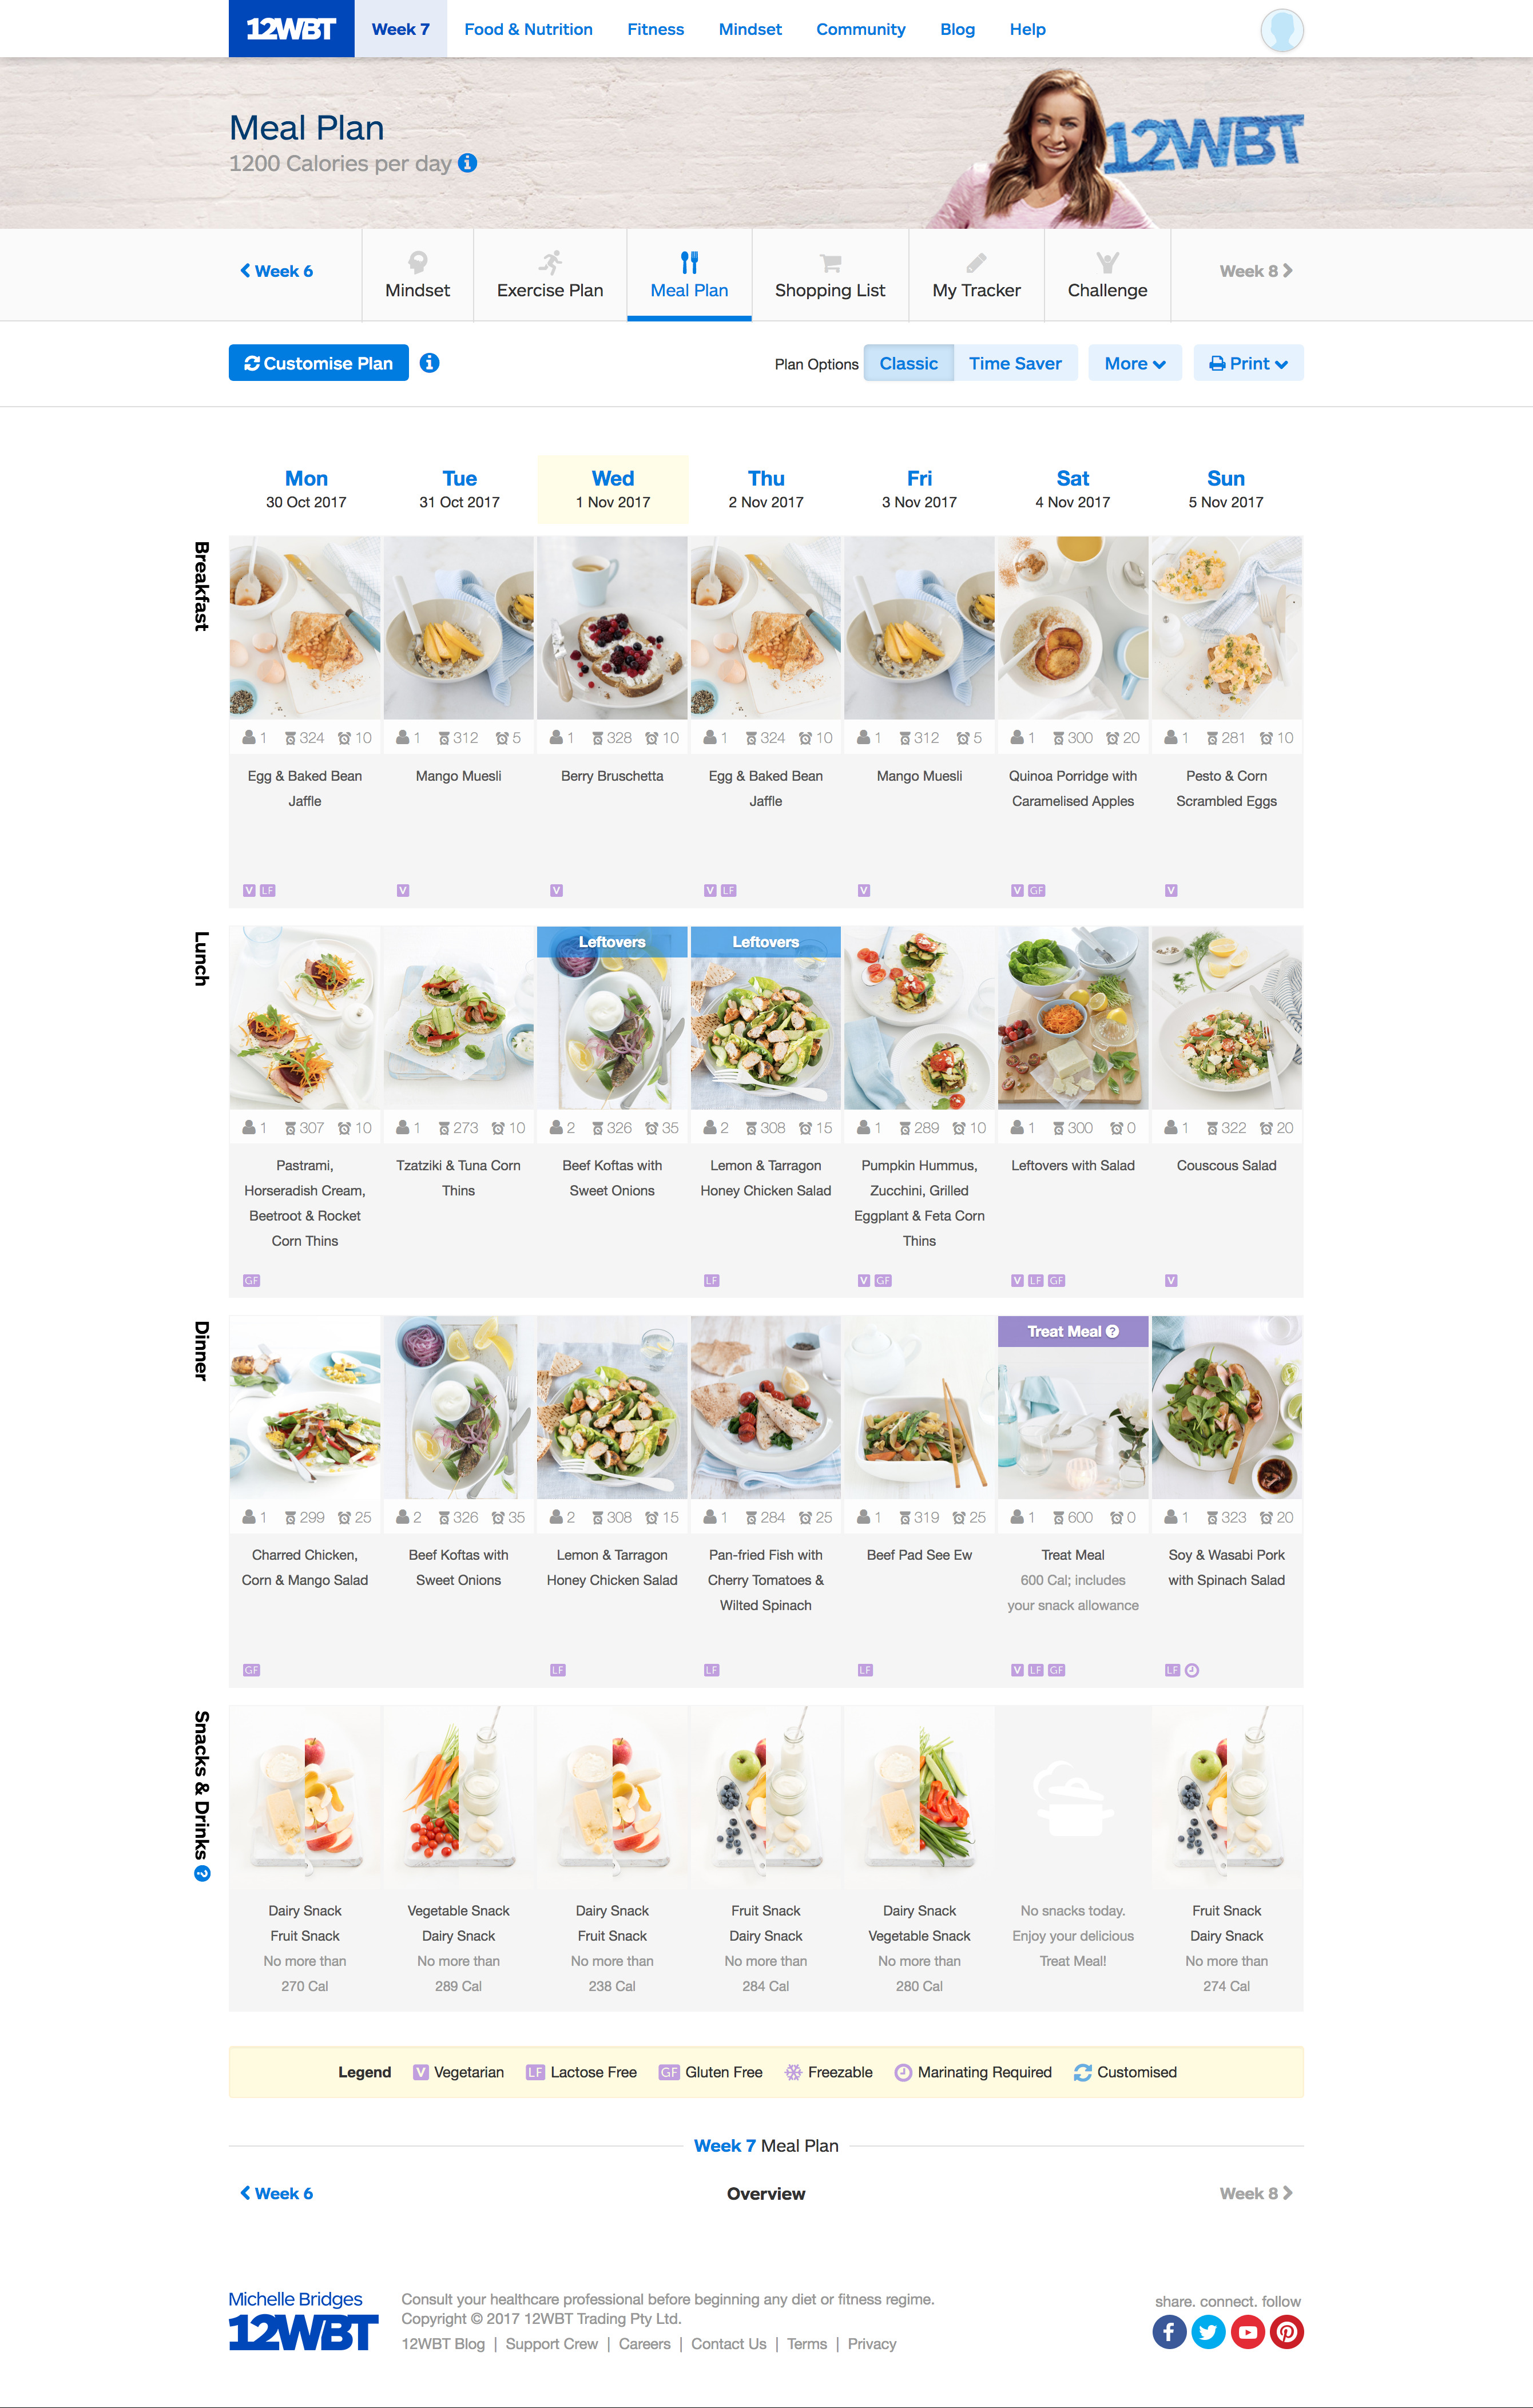 12WBT
Week 7
Food & Nutrition
Fitness
Mindset
Community
Blog
Help
Meal Plan
1200 Calories per day
12WBT
Week 6
Mindset
Exercise Plan
Meal Plan
Shopping List
My Tracker
Challenge
Week 8
Customise Plan
Plan Options
Classic
Time Saver
More
Print
Mon
30 Oct 2017
Tue
31 Oct 2017
Wed
1 Nov 2017
Thu
2 Nov 2017
Fri
3 Nov 2017
Sat
4 Nov 2017
Sun
5 Nov 2017
Breakfast
1 324 10
Egg & Baked Bean
Jaffle
V LF
1 312 5
Mango Muesli
V
1 328 10
Berry Bruschetta
V
1 324 10
Egg & Baked Bean
Jaffle
V LF
1 312 5
Mango Muesli
V
1 300 20
Quinoa Porridge with
Caramelised Apples
V GF
1 281 10
Pesto & Corn
Scrambled Eggs
V
Lunch
1 307 10
Pastrami,
Horseradish Cream,
Beetroot & Rocket
Corn Thins
GF
1 273 10
Tzatziki & Tuna Corn
Thins
Leftovers
2 326 35
Beef Koftas with
Sweet Onions
Leftovers
2 308 15
Lemon & Tarragon
Honey Chicken Salad
LF
1 289 10
Pumpkin Hummus,
Zucchini, Grilled
Eggplant & Feta Corn
Thins
V GF
1 300 0
Leftovers with Salad
V LF GF
1 322 20
Couscous Salad
V
Dinner
1 299 25
Charred Chicken,
Corn & Mango Salad
GF
2 326 35
Beef Koftas with
Sweet Onions
2 308 15
Lemon & Tarragon
Honey Chicken Salad
LF
1 284 25
Pan-fried Fish with
Cherry Tomatoes &
Wilted Spinach
LF
1 319 25
Beef Pad See Ew
LF
Treat Meal ?
1 600 0
Treat Meal
600 Cal; includes
your snack allowance
V LF GF
1 323 20
Soy & Wasabi Pork
with Spinach Salad
LF
Snacks & Drinks ?
Dairy Snack
Fruit Snack
No more than
270 Cal
Vegetable Snack
Dairy Snack
No more than
289 Cal
Dairy Snack
Fruit Snack
No more than
238 Cal
Fruit Snack
Dairy Snack
No more than
284 Cal
Dairy Snack
Vegetable Snack
No more than
280 Cal
No snacks today.
Enjoy your delicious
Treat Meal!
Fruit Snack
Dairy Snack
No more than
274 Cal
Legend V Vegetarian LF Lactose Free GF Gluten Free Freezable Marinating Required Customised
Week 7 Meal Plan
Week 6
Overview
Week 8
Michelle Bridges
12WBT
Consult your healthcare professional before beginning any diet or fitness regime.
Copyright © 2017 12WBT Trading Pty Ltd.
12WBT Blog | Support Crew | Careers | Contact Us | Terms | Privacy
share. connect. follow